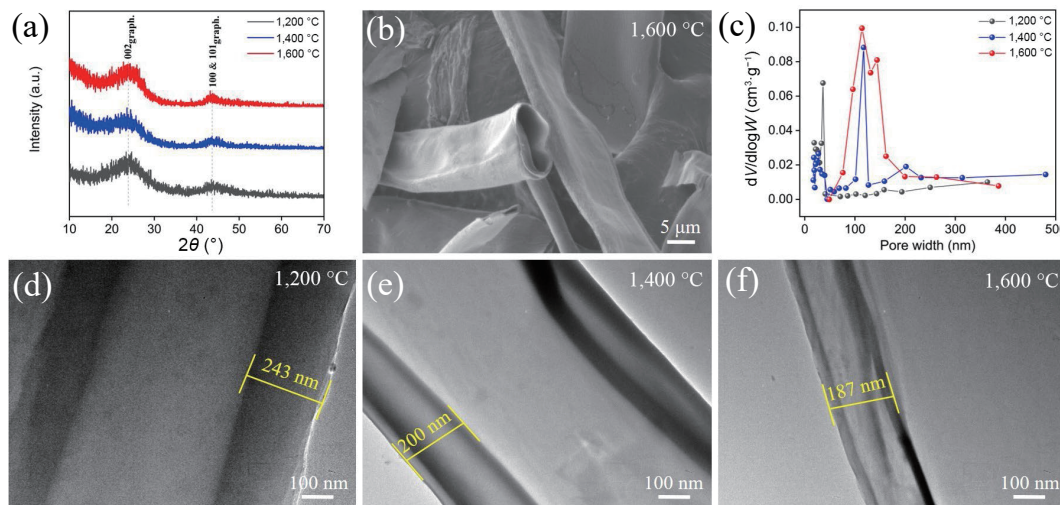 (a)
1,200 °C
1,400 °C
1,600 °C
002graph.
100 & 101graph.
Intensity (a.u.)
10 20 30 40 50 60 70
2θ (°)
(b)
1,600 °C
5 μm
(c)
1,200 °C
1,400 °C
1,600 °C
dV/dlogW (cm³·g⁻¹)
0.10
0.08
0.06
0.04
0.02
0.00
0 100 200 300 400 500
Pore width (nm)
(d)
1,200 °C
243 nm
100 nm
(e)
1,400 °C
200 nm
100 nm
(f)
1,600 °C
187 nm
100 nm